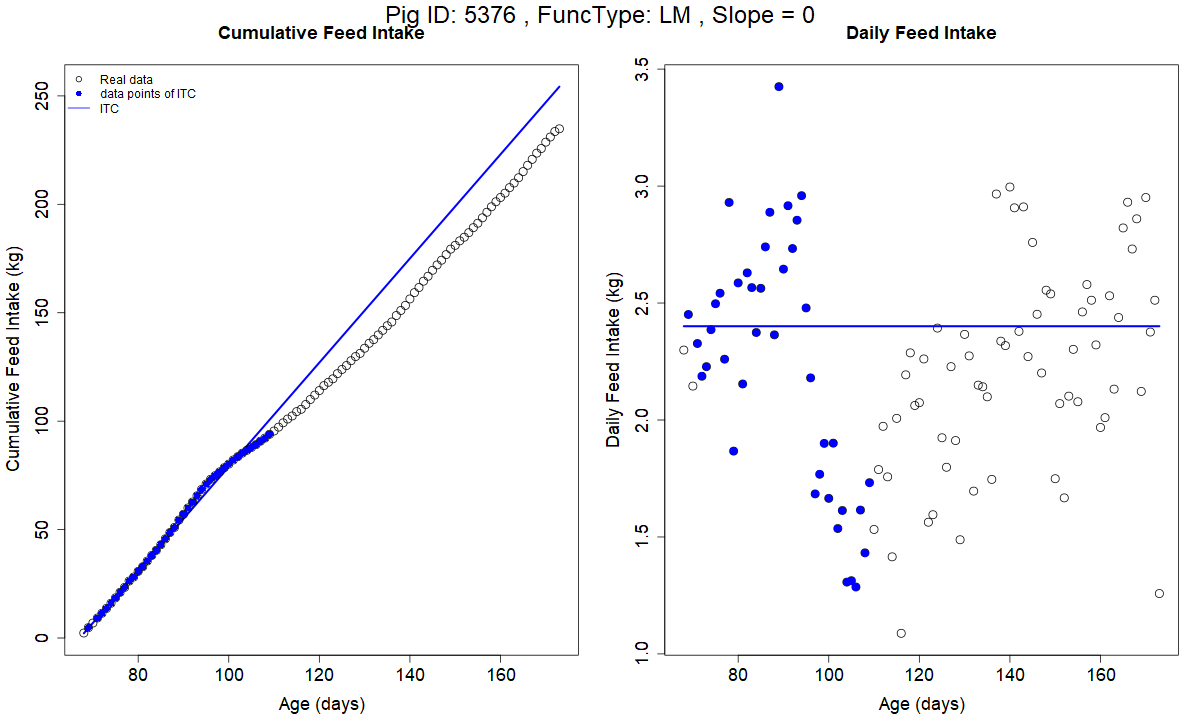 Pig ID: 5376 , FuncType: LM , Slope = 0
Cumulative Feed Intake
Daily Feed Intake
Real data
data points of ITC
ITC
Cumulative Feed Intake (kg)
0
50
100
150
200
250
80
100
120
140
160
Age (days)
Daily Feed Intake (kg)
1.0
1.5
2.0
2.5
3.0
3.5
80
100
120
140
160
Age (days)